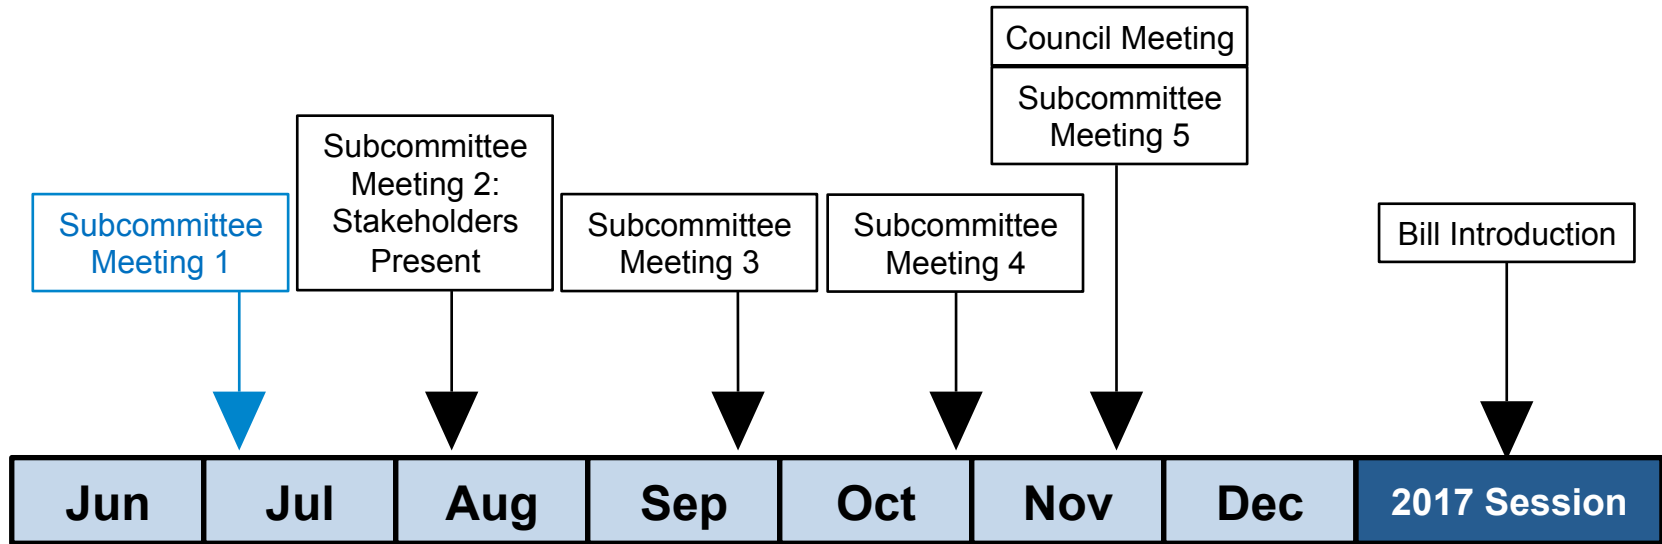 Council Meeting
Subcommittee
Meeting 5
Subcommittee
Meeting 2:
Stakeholders
Present
Subcommittee
Meeting 1
Subcommittee
Meeting 3
Subcommittee
Meeting 4
Bill Introduction
Jun
Jul
Aug
Sep
Oct
Nov
Dec
2017 Session